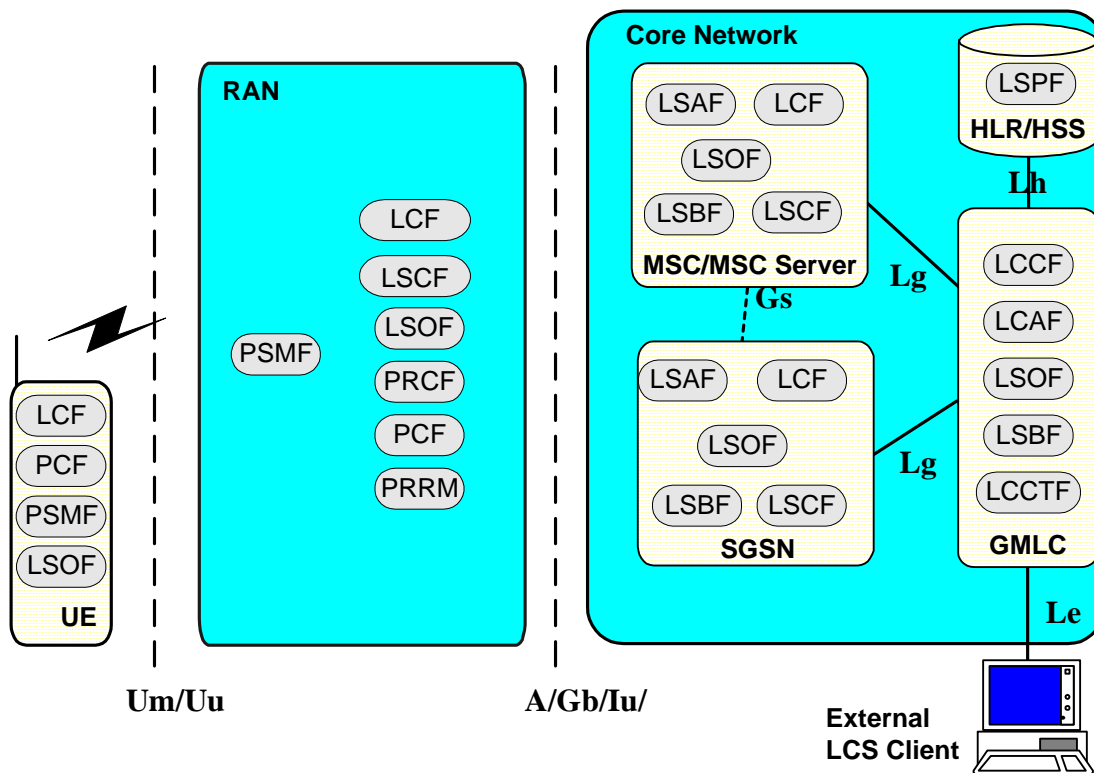 Core Network
RAN
LSPF
HLR/HSS
LSAF
LCF
LSOF
LSBF
LSCF
MSC/MSC Server
Lh
Lg
Gs
LCF
LSCF
LSOF
PRCF
PCF
PRRM
PSMF
LCF
PCF
PSMF
LSOF
UE
LSAF
LCF
LSOF
LSBF
LSCF
SGSN
Lg
LCCF
LCAF
LSOF
LSBF
LCCTF
GMLC
Le
Um/Uu
A/Gb/Iu/
External
LCS Client